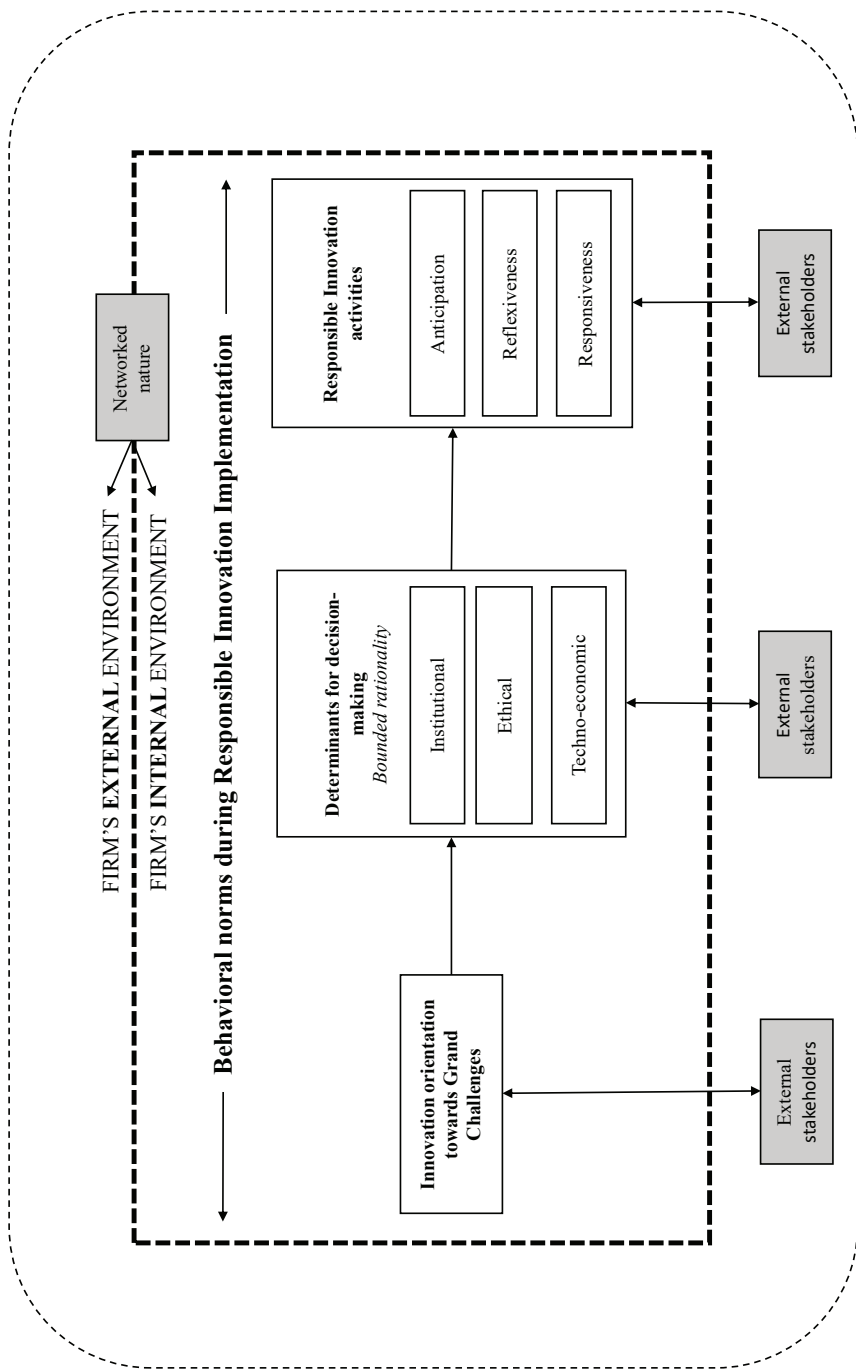 Networked
nature
FIRM’S EXTERNAL ENVIRONMENT
FIRM’S INTERNAL ENVIRONMENT
Behavioral norms during Responsible Innovation Implementation
Innovation orientation
towards Grand
Challenges
Determinants for decision-
making
Bounded rationality
Institutional
Ethical
Techno-economic
Responsible Innovation
activities
Anticipation
Reflexiveness
Responsiveness
External
stakeholders
External
stakeholders
External
stakeholders